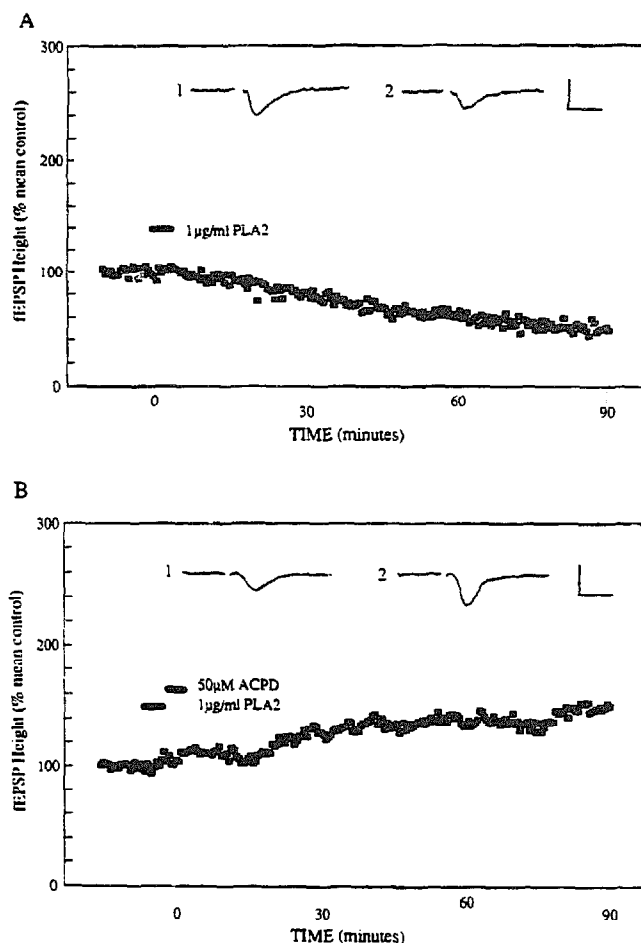 A
300
200
100
0
fEPSP Height (% mean control)
1
2
1µg/ml PLA2
0 30 60 90
TIME (minutes)
B
300
200
100
0
fEPSP Height (% mean control)
1
2
50µM ACPD
1µg/ml PLA2
0 30 60 90
TIME (minutes)